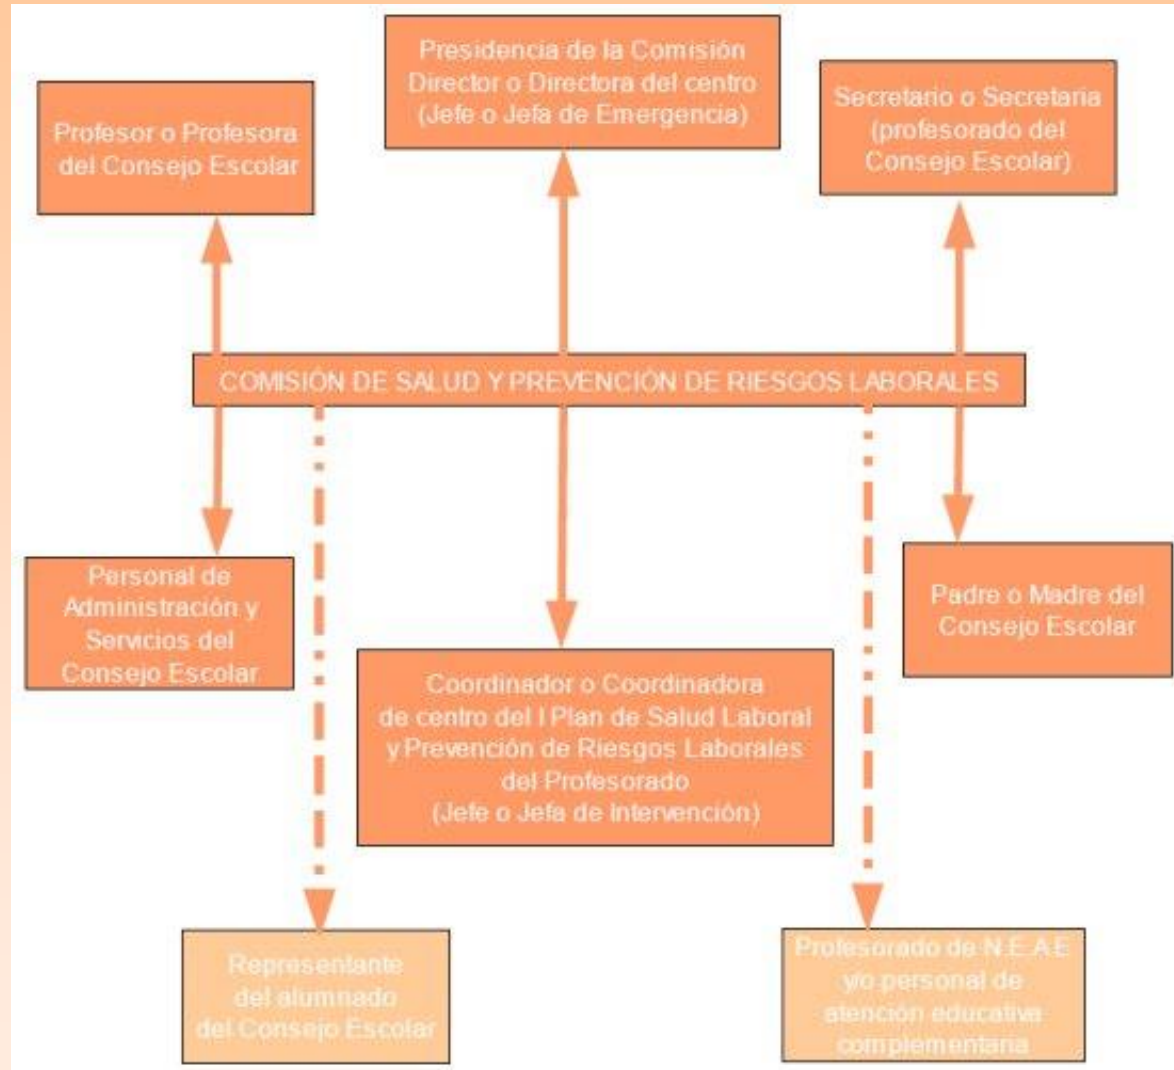 Presidencia de la Comisión
Director o Directora del centro
(Jefe o Jefa de Emergencia)
Profesor o Profesora
del Consejo Escolar
Secretario o Secretaria
(profesorado del
Consejo Escolar)
COMISIÓN DE SALUD Y PREVENCIÓN DE RIESGOS LABORALES
Personal de
Administración y
Servicios del
Consejo Escolar
Coordinador o Coordinadora
de centro del I Plan de Salud Laboral
y Prevención de Riesgos Laborales
del Profesorado
(Jefe o Jefa de Intervención)
Padre o Madre del
Consejo Escolar
Representante
del alumnado
del Consejo Escolar
Profesorado de N.E.A.E
y/o personal de
atención educativa
complementaria